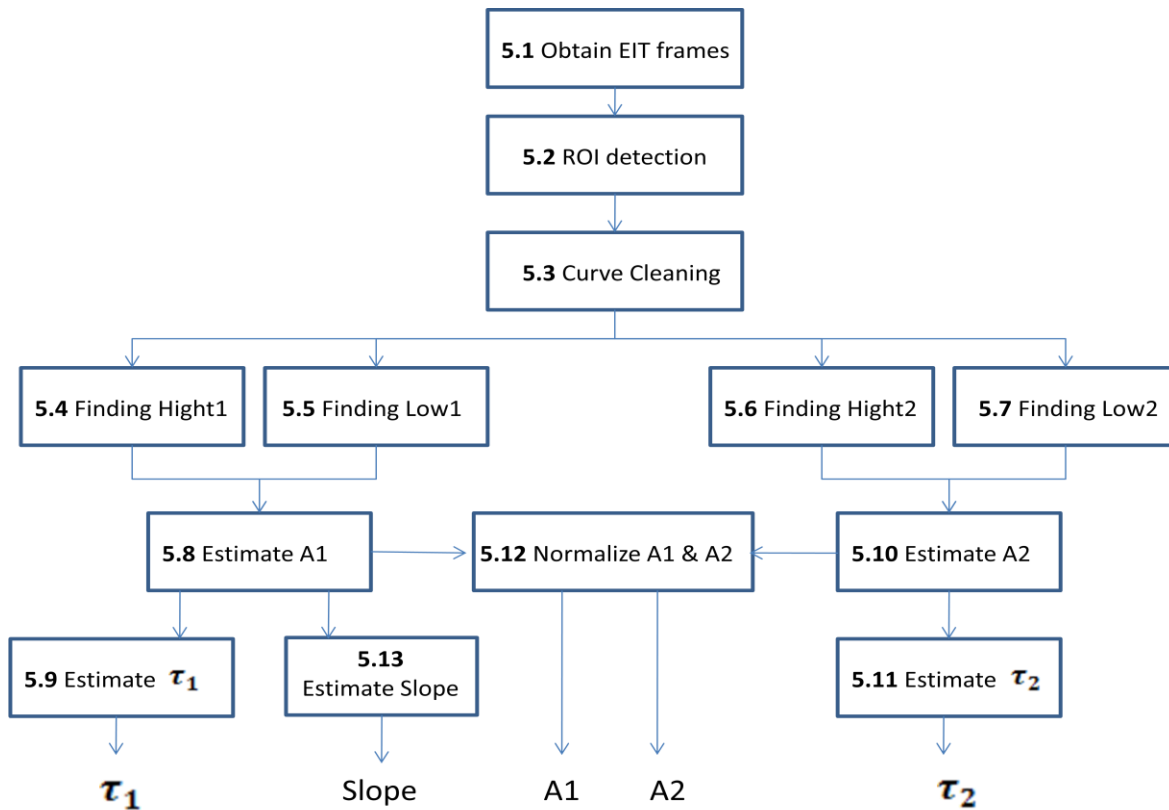 5.1 Obtain EIT frames
5.2 ROI detection
5.3 Curve Cleaning
5.4 Finding Hight1
5.5 Finding Low1
5.6 Finding Hight2
5.7 Finding Low2
5.8 Estimate A1
5.12 Normalize A1 & A2
5.10 Estimate A2
5.9 Estimate τ₁
5.13
Estimate Slope
5.11 Estimate τ₂
τ₁
Slope
A1
A2
τ₂